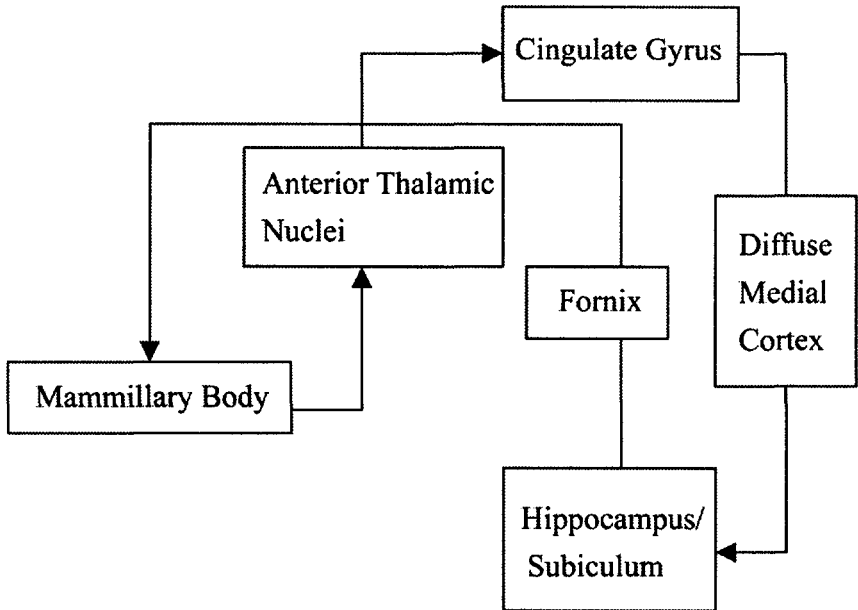 Cingulate Gyrus
Anterior Thalamic
Nuclei
Diffuse
Medial
Cortex
Fornix
Mammillary Body
Hippocampus/
Subiculum